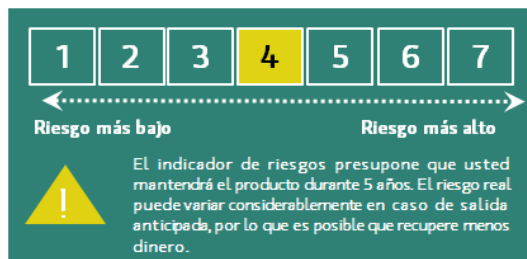 1 2 3 4 5 6 7
Riesgo más bajo Riesgo más alto
!
El indicador de riesgos presupone que usted
mantendrá el producto durante 5 años. El riesgo real
puede variar considerablemente en caso de salida
anticipada, por lo que es posible que recupere menos
dinero.